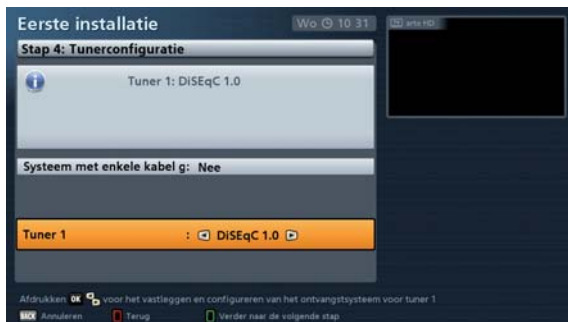 Eerste installatie
Wo 10 31
arte HD
Stap 4: Tunerconfiguratie
Tuner 1: DiSEqC 1.0
Systeem met enkele kabel g: Nee
Tuner 1 : DiSEqC 1.0
Afdrukken OK voor het vastleggen en configureren van het ontvangstsysteem voor tuner 1
BACK Annuleren Terug Verder naar de volgende stap